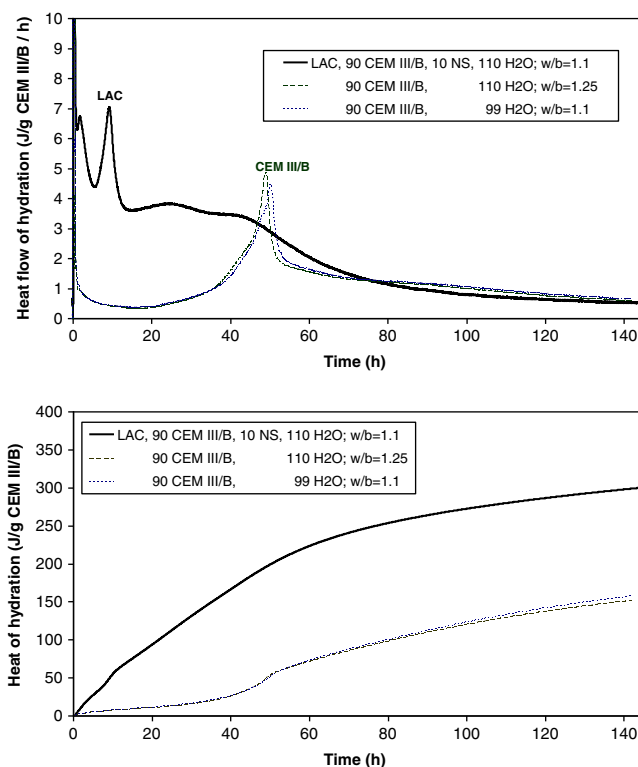 Heat flow of hydration (J/g CEM III/B / h)
10
9
8
7
6
5
4
3
2
1
0
LAC
CEM III/B
LAC, 90 CEM III/B, 10 NS, 110 H2O; w/b=1.1
90 CEM III/B, 110 H2O; w/b=1.25
90 CEM III/B, 99 H2O; w/b=1.1
0 20 40 60 80 100 120 140
Time (h)
Heat of hydration (J/g CEM III/B)
400
350
300
250
200
150
100
50
0
LAC, 90 CEM III/B, 10 NS, 110 H2O; w/b=1.1
90 CEM III/B, 110 H2O; w/b=1.25
90 CEM III/B, 99 H2O; w/b=1.1
0 20 40 60 80 100 120 140
Time (h)